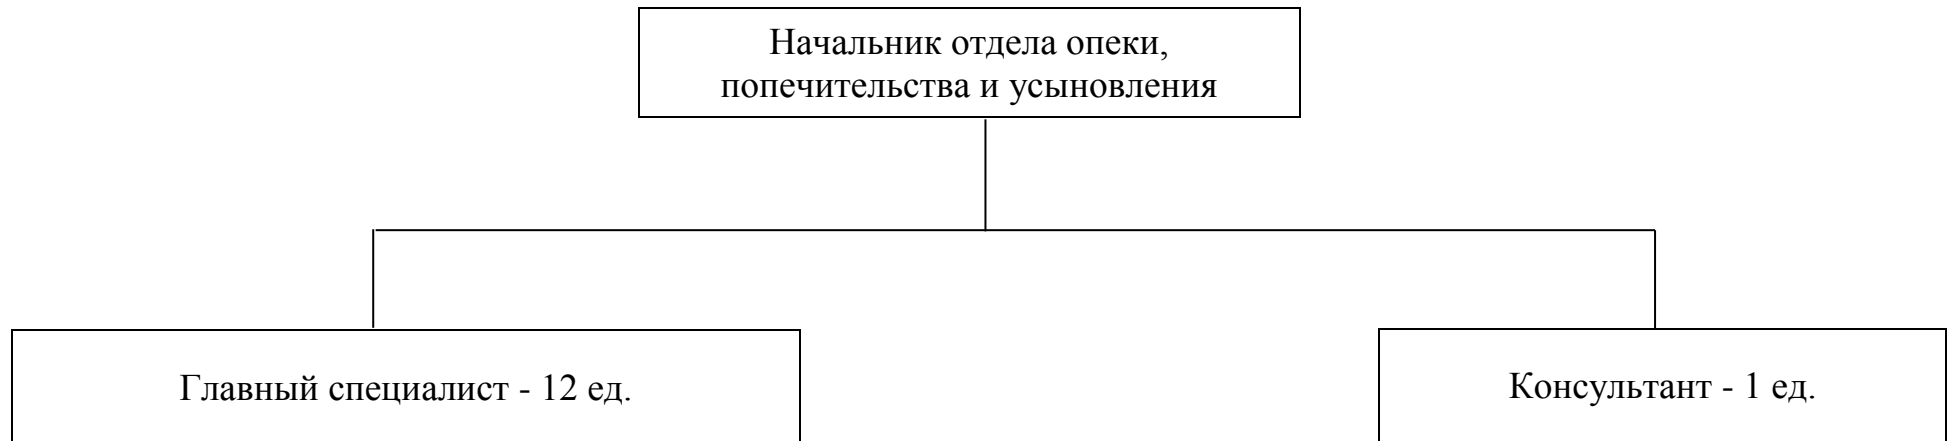 Начальник отдела опеки,
попечительства и усыновления
Главный специалист - 12 ед.
Консультант - 1 ед.